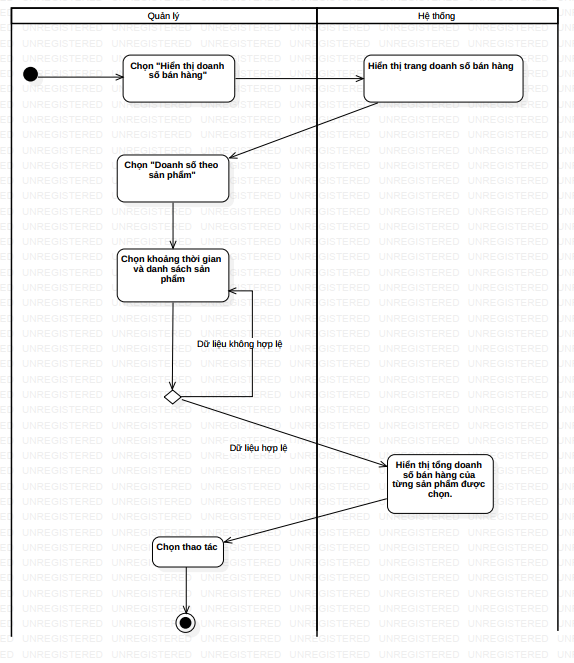 Quản lý
Hệ thống
Chọn "Hiển thị doanh
số bán hàng"
Hiển thị trang doanh số bán hàng
Chọn "Doanh số theo
sản phẩm"
Chọn khoảng thời gian
và danh sách sản
phẩm
Dữ liệu không hợp lệ
Dữ liệu hợp lệ
Hiển thị tổng doanh
số bán hàng của
từng sản phẩm được
chọn.
Chọn thao tác
UNREGISTERED